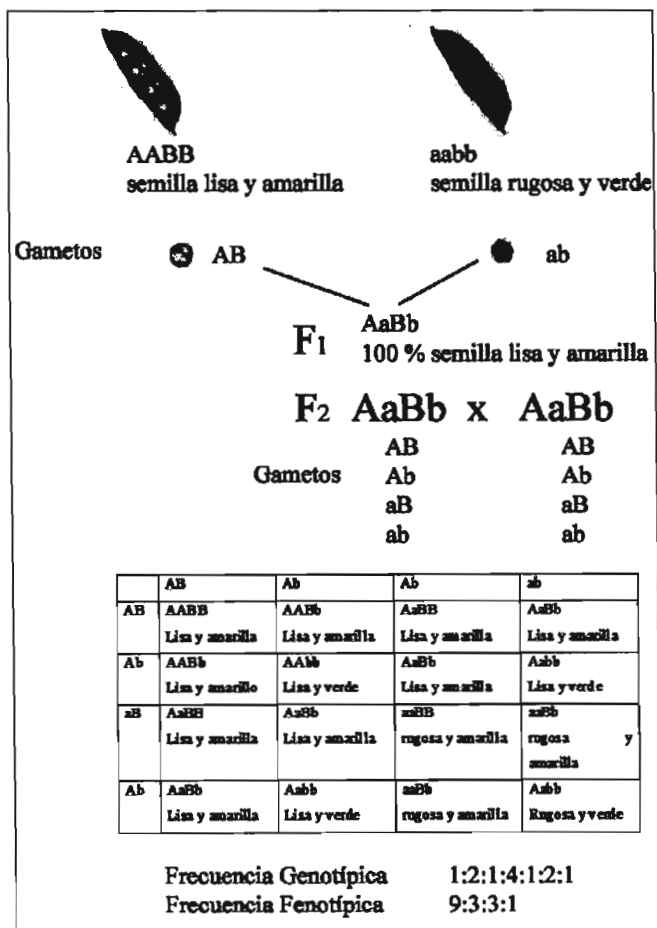 AABB aabb
semilla lisa y amarilla semilla rugosa y verde
Gametos AB ab
F1 AaBb
100 % semilla lisa y amarilla
F2 AaBb x AaBb
AB AB
Gametos Ab Ab
aB aB
ab ab
AB Ab Ab ab
AB AABB AABb AaBB AaBb
Lisa y amarilla Lisa y amarilla Lisa y amarilla Lisa y amarilla
Ab AABb AAbb AaBb Aabb
Lisa y amarillo Lisa y verde Lisa y amarilla Lisa y verde
aB AaBB AaBb aaBB aaBb
Lisa y amarilla Lisa y amarilla rugosa y amarilla rugosa y
amarilla
Ab AaBb Aabb aaBb Aabb
Lisa y amarilla Lisa y verde rugosa y amarilla Rugosa y verde
Frecuencia Genotípica 1:2:1:4:1:2:1
Frecuencia Fenotípica 9:3:3:1